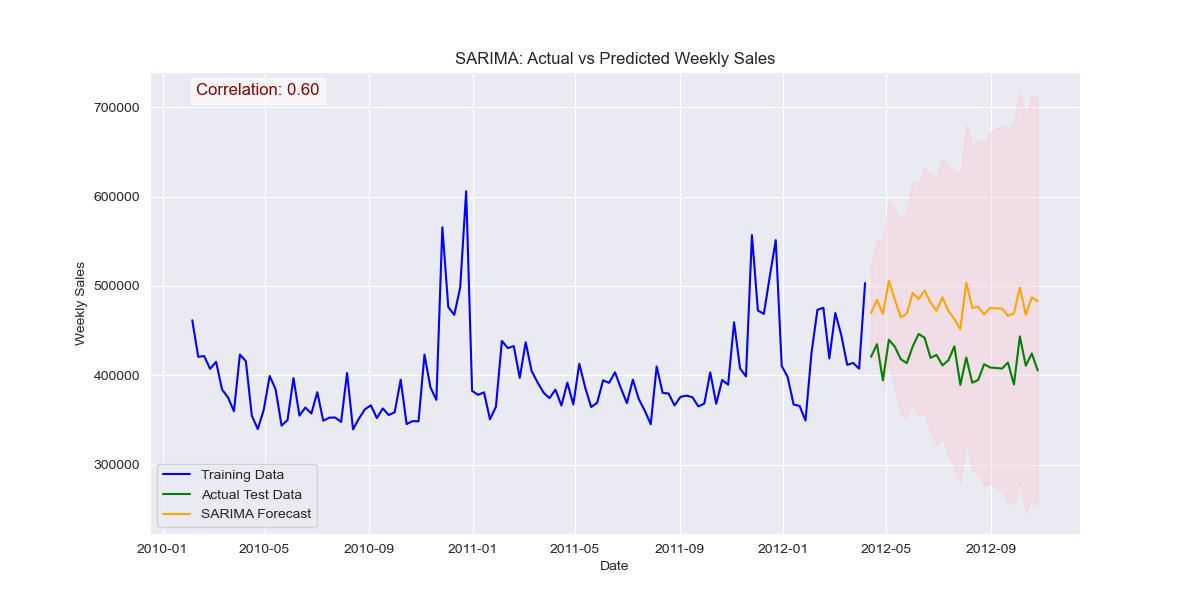 SARIMA: Actual vs Predicted Weekly Sales
Correlation: 0.60
700000
600000
500000
400000
300000
Weekly Sales
Training Data
Actual Test Data
SARIMA Forecast
2010-01 2010-05 2010-09 2011-01 2011-05 2011-09 2012-01 2012-05 2012-09
Date